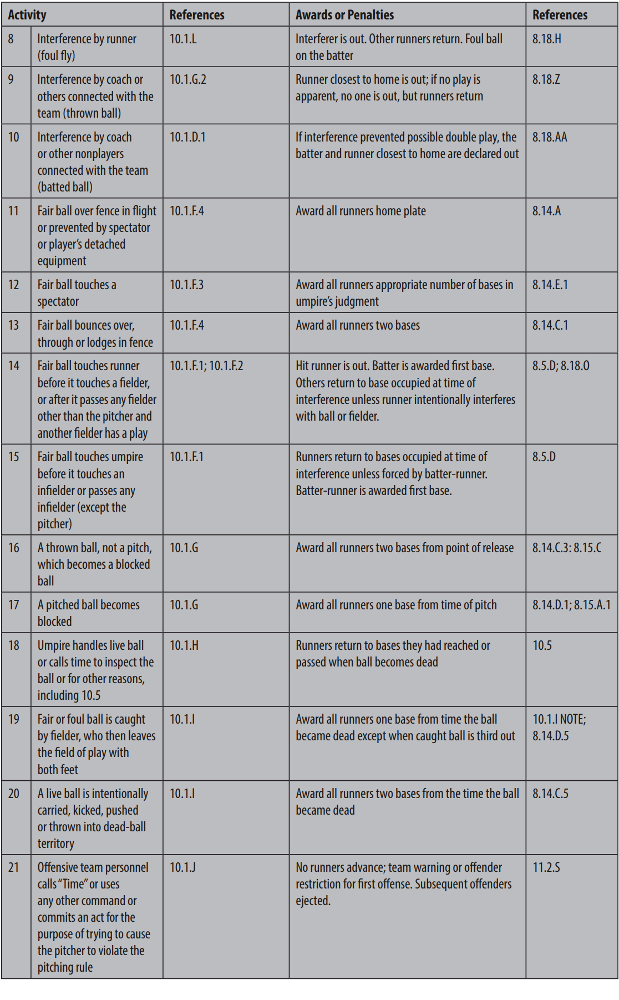 Activity References Awards or Penalties References
8 Interference by runner 10.1.L Interferer is out. Other runners return. Foul ball 8.18.H
(foul fly) on the batter
9 Interference by coach or 10.1.G.2 Runner closest to home is out; if no play is 8.18.Z
others connected with the apparent, no one is out, but runners return
team (thrown ball)
10 Interference by coach 10.1.D.1 If interference prevented possible double play, the 8.18.AA
or other nonplayers batter and runner closest to home are declared out
connected with the team
(batted ball)
11 Fair ball over fence in flight 10.1.F.4 Award all runners home plate 8.14.A
or prevented by spectator
or player’s detached
equipment
12 Fair ball touches a 10.1.F.3 Award all runners appropriate number of bases in 8.14.E.1
spectator umpire’s judgment
13 Fair ball bounces over, 10.1.F.4 Award all runners two bases 8.14.C.1
through or lodges in fence
14 Fair ball touches runner 10.1.F.1; 10.1.F.2 Hit runner is out. Batter is awarded first base. 8.5.D; 8.18.O
before it touches a fielder, Others return to base occupied at time of
or after it passes any fielder interference unless runner intentionally interferes
other than the pitcher and with ball or fielder.
another fielder has a play
15 Fair ball touches umpire 10.1.F.1 Runners return to bases occupied at time of 8.5.D
before it touches an interference unless forced by batter-runner.
infielder or passes any Batter-runner is awarded first base.
infielder (except the
pitcher)
16 A thrown ball, not a pitch, 10.1.G Award all runners two bases from point of release 8.14.C.3: 8.15.C
which becomes a blocked
ball
17 A pitched ball becomes 10.1.G Award all runners one base from time of pitch 8.14.D.1; 8.15.A.1
blocked
18 Umpire handles live ball 10.1.H Runners return to bases they had reached or 10.5
or calls time to inspect the passed when ball becomes dead
ball or for other reasons,
including 10.5
19 Fair or foul ball is caught 10.1.I Award all runners one base from time the ball 10.1.I NOTE;
by fielder, who then leaves became dead except when caught ball is third out 8.14.D.5
the field of play with
both feet
20 A live ball is intentionally 10.1.I Award all runners two bases from the time the ball 8.14.C.5
carried, kicked, pushed became dead
or thrown into dead-ball
territory
21 Offensive team personnel 10.1.J No runners advance; team warning or offender 11.2.S
calls “Time” or uses restriction for first offense. Subsequent offenders
any other command or ejected.
commits an act for the
purpose of trying to cause
the pitcher to violate the
pitching rule